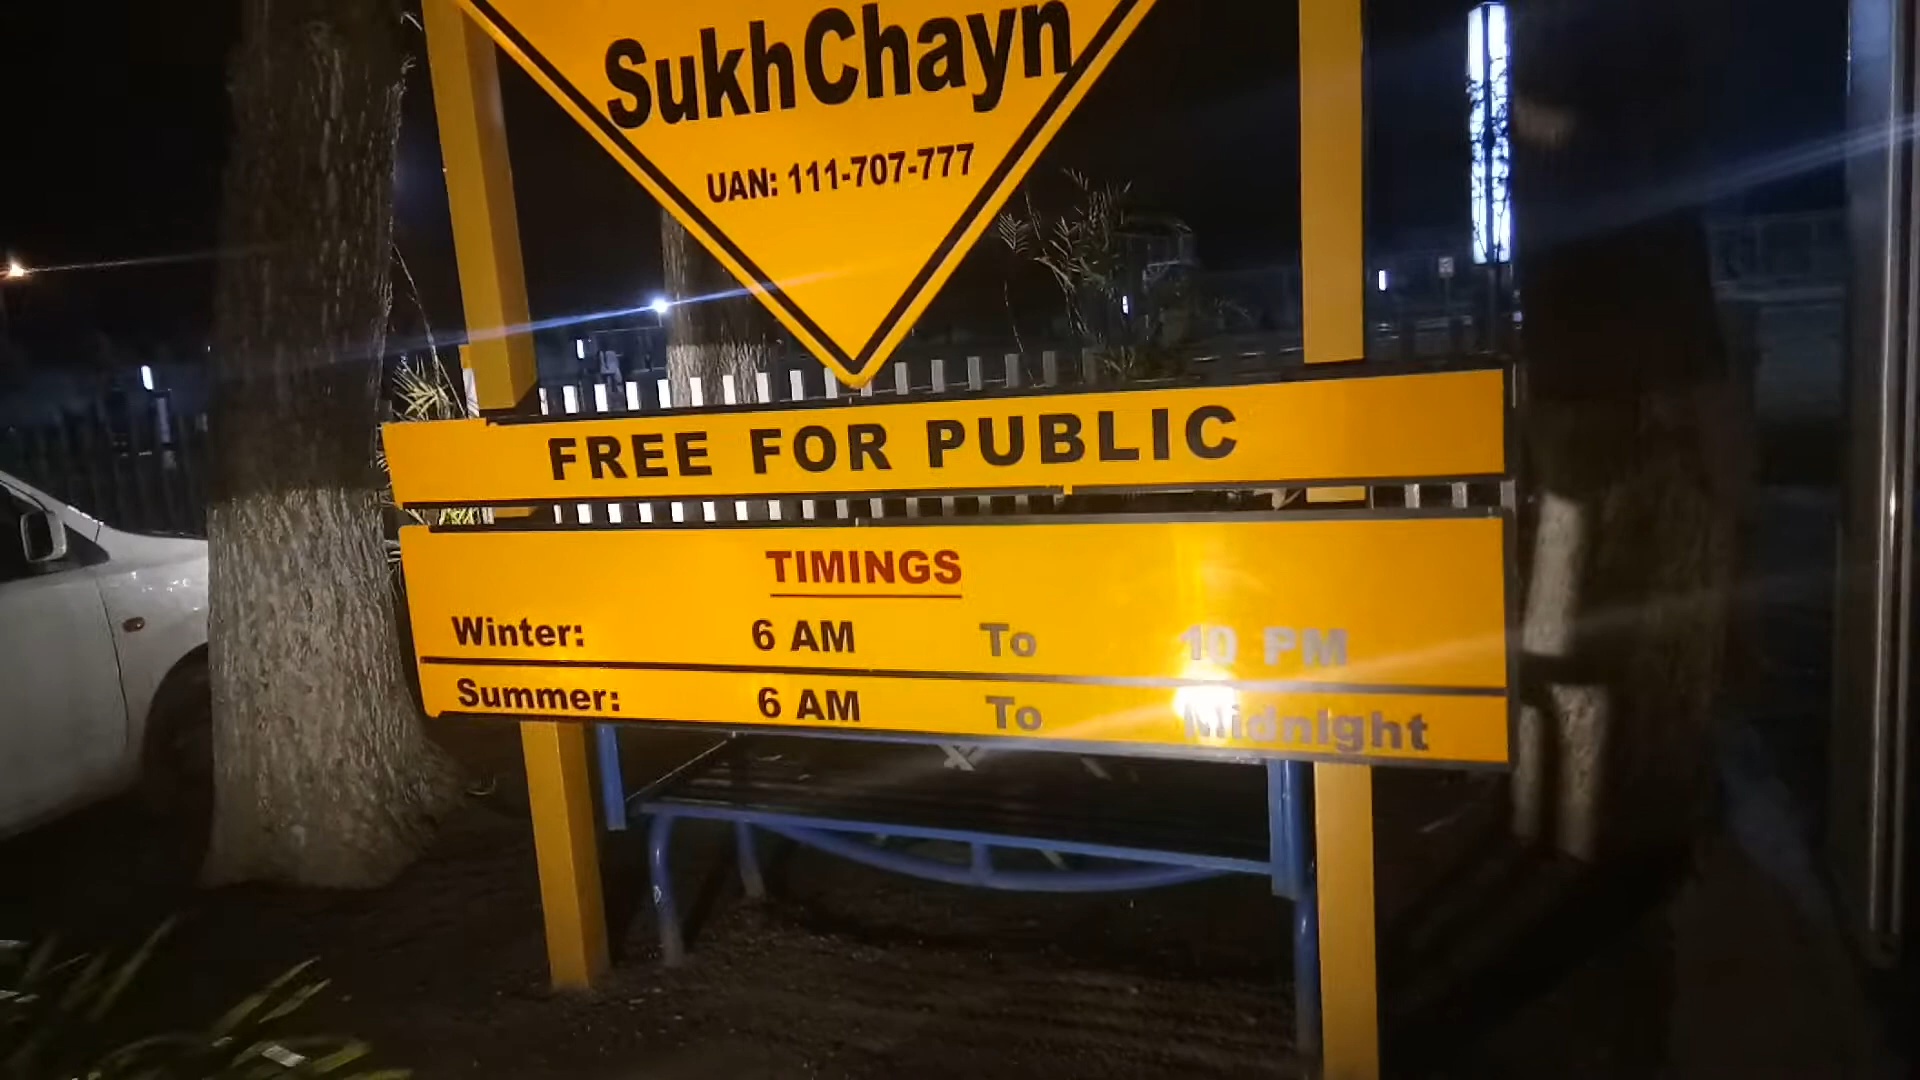 SukhChayn
UAN: 111-707-777
FREE FOR PUBLIC
TIMINGS
Winter: 6 AM To 10 PM
Summer: 6 AM To Midnight